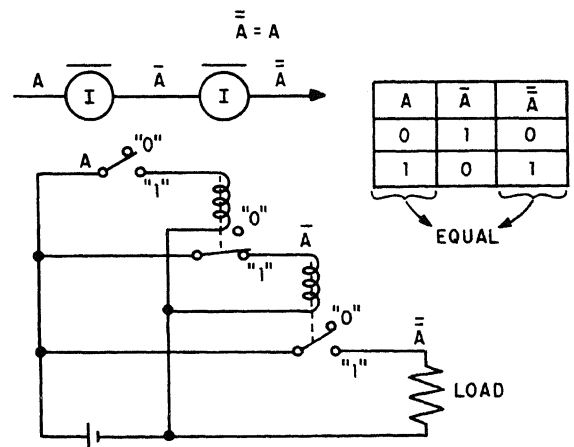 A̿ = A
A I Ā I A̿
A Ā A̿
0 1 0
1 0 1
EQUAL
A "0"
"1"
"0"
Ā
"1"
"0"
A̿
"1"
LOAD